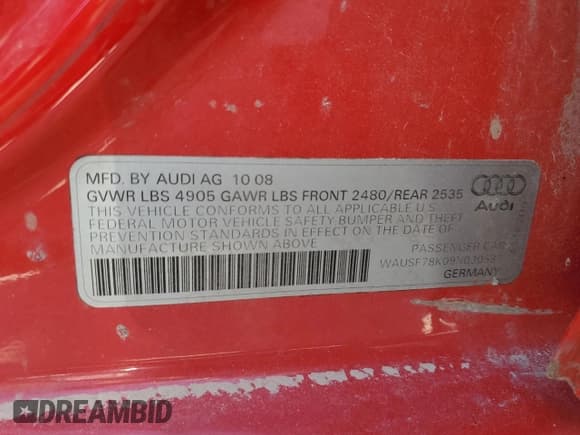 MFD. BY AUDI AG 10 08
GVWR LBS 4905 GAWR LBS FRONT 2480/REAR 2535
THIS VEHICLE CONFORMS TO ALL APPLICABLE U.S.
FEDERAL MOTOR VEHICLE SAFETY, BUMPER AND THEFT
PREVENTION STANDARDS IN EFFECT ON THE DATE OF
MANUFACTURE SHOWN ABOVE
Audi
PASSENGER CAR
GERMANY
DREAMBID